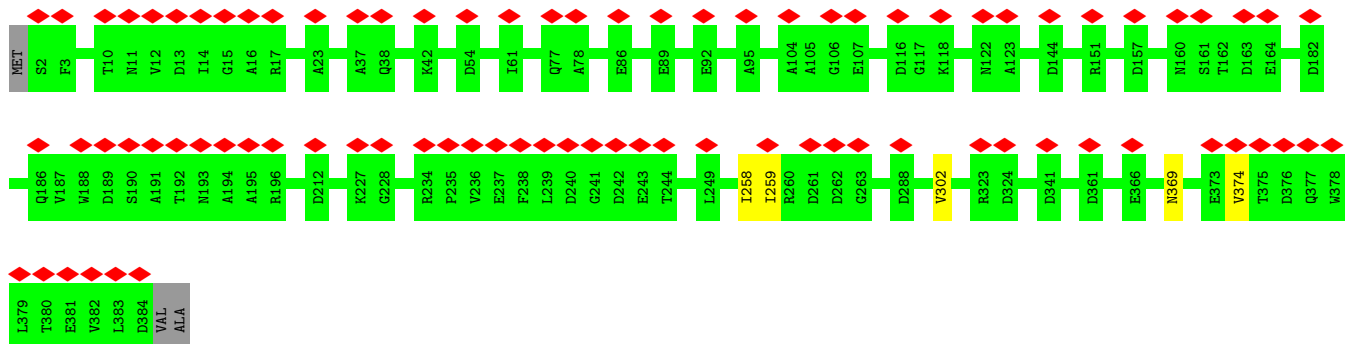 MET S2 F3 T10 N11 V12 D13 I14 G15 A16 R17 A23 A37 Q38 K42 D54 I61 Q77 A78 E86 E89 E92 A95 A104 A105 G106 E107 D116 G117 K118 N122 A123 D144 R151 D157 N160 S161 T162 D163 E164 D182
Q186 V187 W188 D189 S190 A191 T192 N193 A194 A195 R196 D212 K227 G228 R234 P235 V236 E237 F238 L239 D240 G241 D242 E243 T244 L249 I258 I259 R260 D261 D262 G263 D288 V302 R323 D324 D341 D361 E366 N369 E373 V374 T375 D376 Q377 W378
L379 T380 E381 V382 L383 D384 VAL ALA